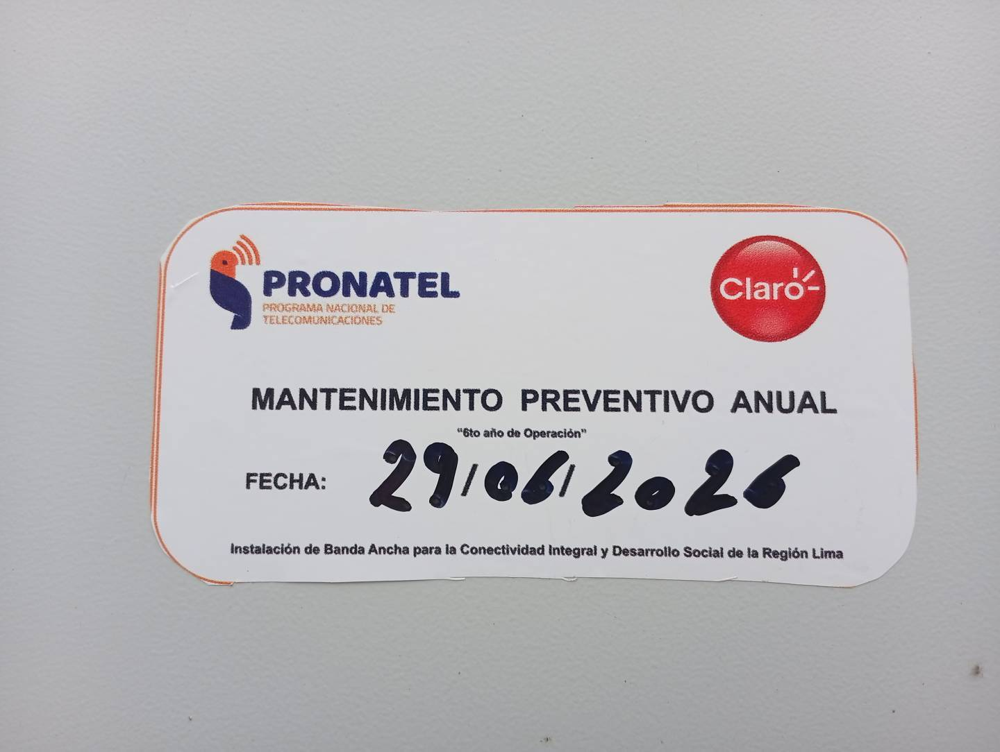 PRONATEL
PROGRAMA NACIONAL DE
TELECOMUNICACIONES
Claro
MANTENIMIENTO PREVENTIVO ANUAL
"6to año de Operación"
FECHA: 29/06/2026
Instalación de Banda Ancha para la Conectividad Integral y Desarrollo Social de la Región Lima